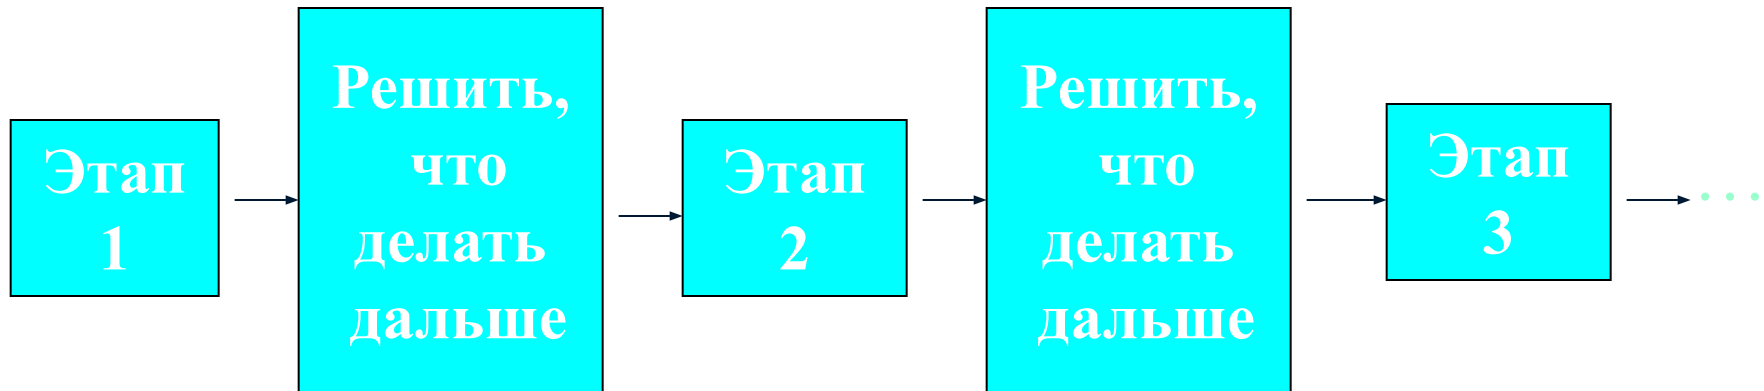 Этап
1
Решить,
что
делать
дальше
Этап
2
Решить,
что
делать
дальше
Этап
3
...